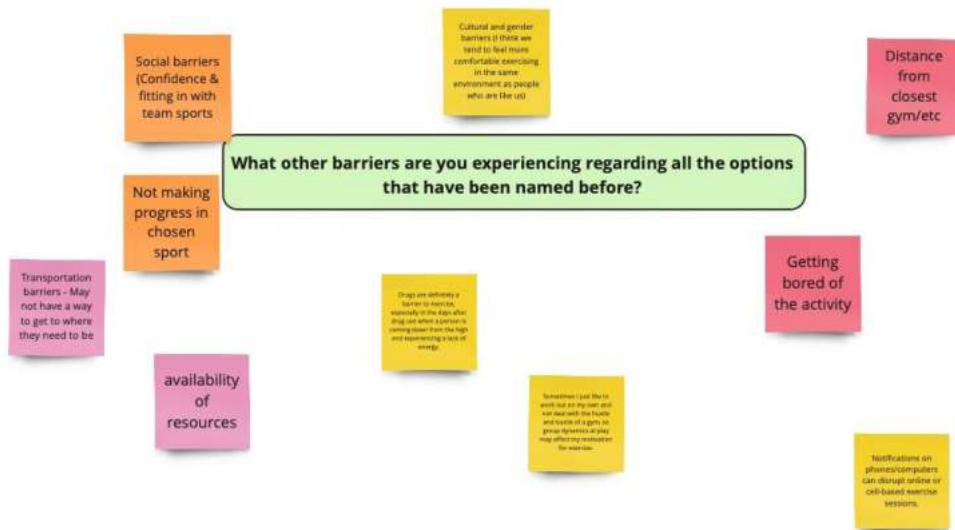 Social barriers
(Confidence &
fitting in with
team sports
Cultural and gender
barriers (I think we
tend to feel more
comfortable exercising
in the same
environment as people
who are like us)
Distance
from
closest
gym/etc
What other barriers are you experiencing regarding all the options
that have been named before?
Not making
progress in
chosen
sport
Transportation
barriers - May
not have a way
to get to where
they need to be
availability
of
resources
Drugs are definitely a
barrier to exercise,
especially in the days after
drug use when a person is
coming down from the high
and experiencing a lack of
energy.
Getting
bored of
the activity
Sometimes I just like to
work out on my own and
not deal with the hustle
and bustle of a gym, so
group dynamics at play
may affect my motivation
for exercise.
Notifications on
phones/computers
can disrupt online or
cell-based exercise
sessions.